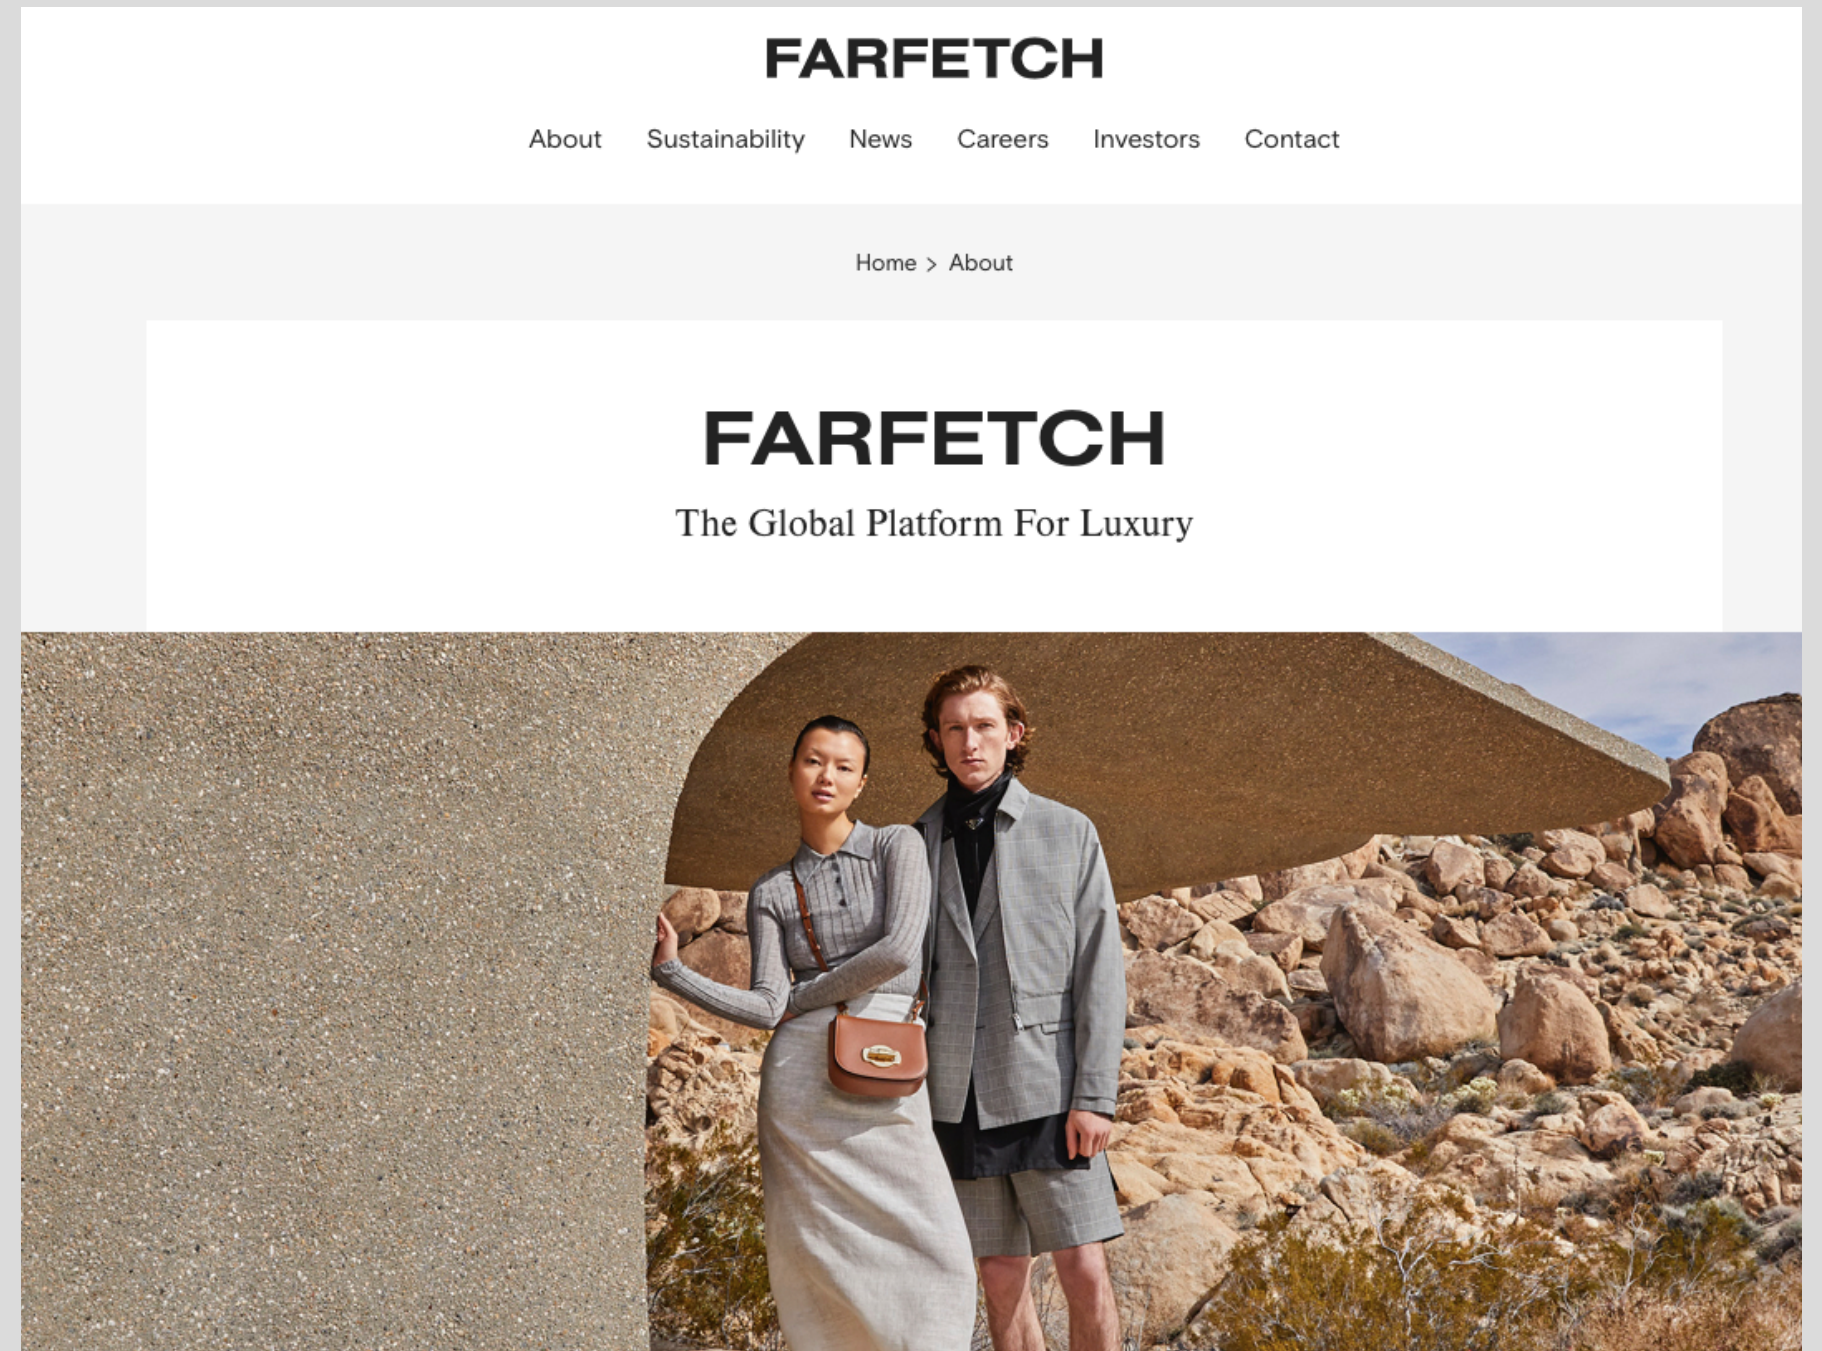 FARFETCH
About Sustainability News Careers Investors Contact
Home > About
FARFETCH
The Global Platform For Luxury